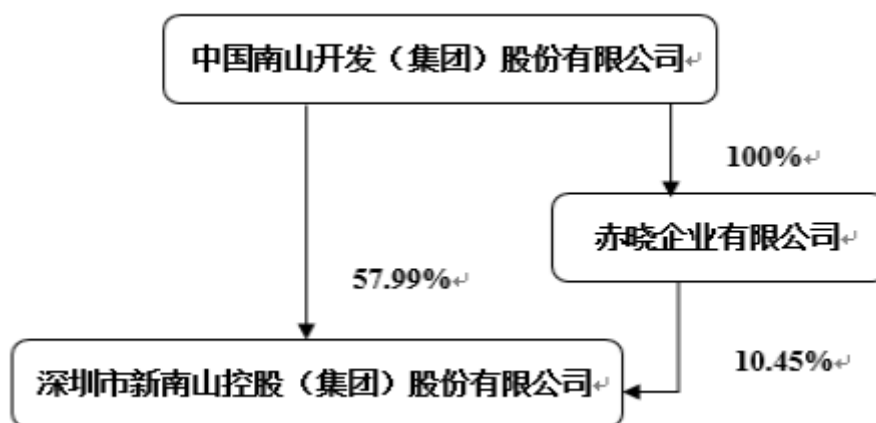 中国南山开发（集团）股份有限公司
100%
赤晓企业有限公司
57.99%
10.45%
深圳市新南山控股（集团）股份有限公司